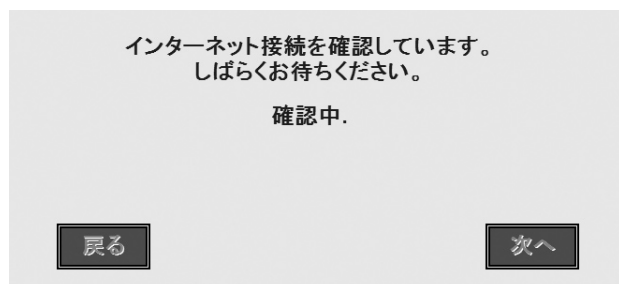 インターネット接続を確認しています。
しばらくお待ちください。
確認中.
戻る
次へ